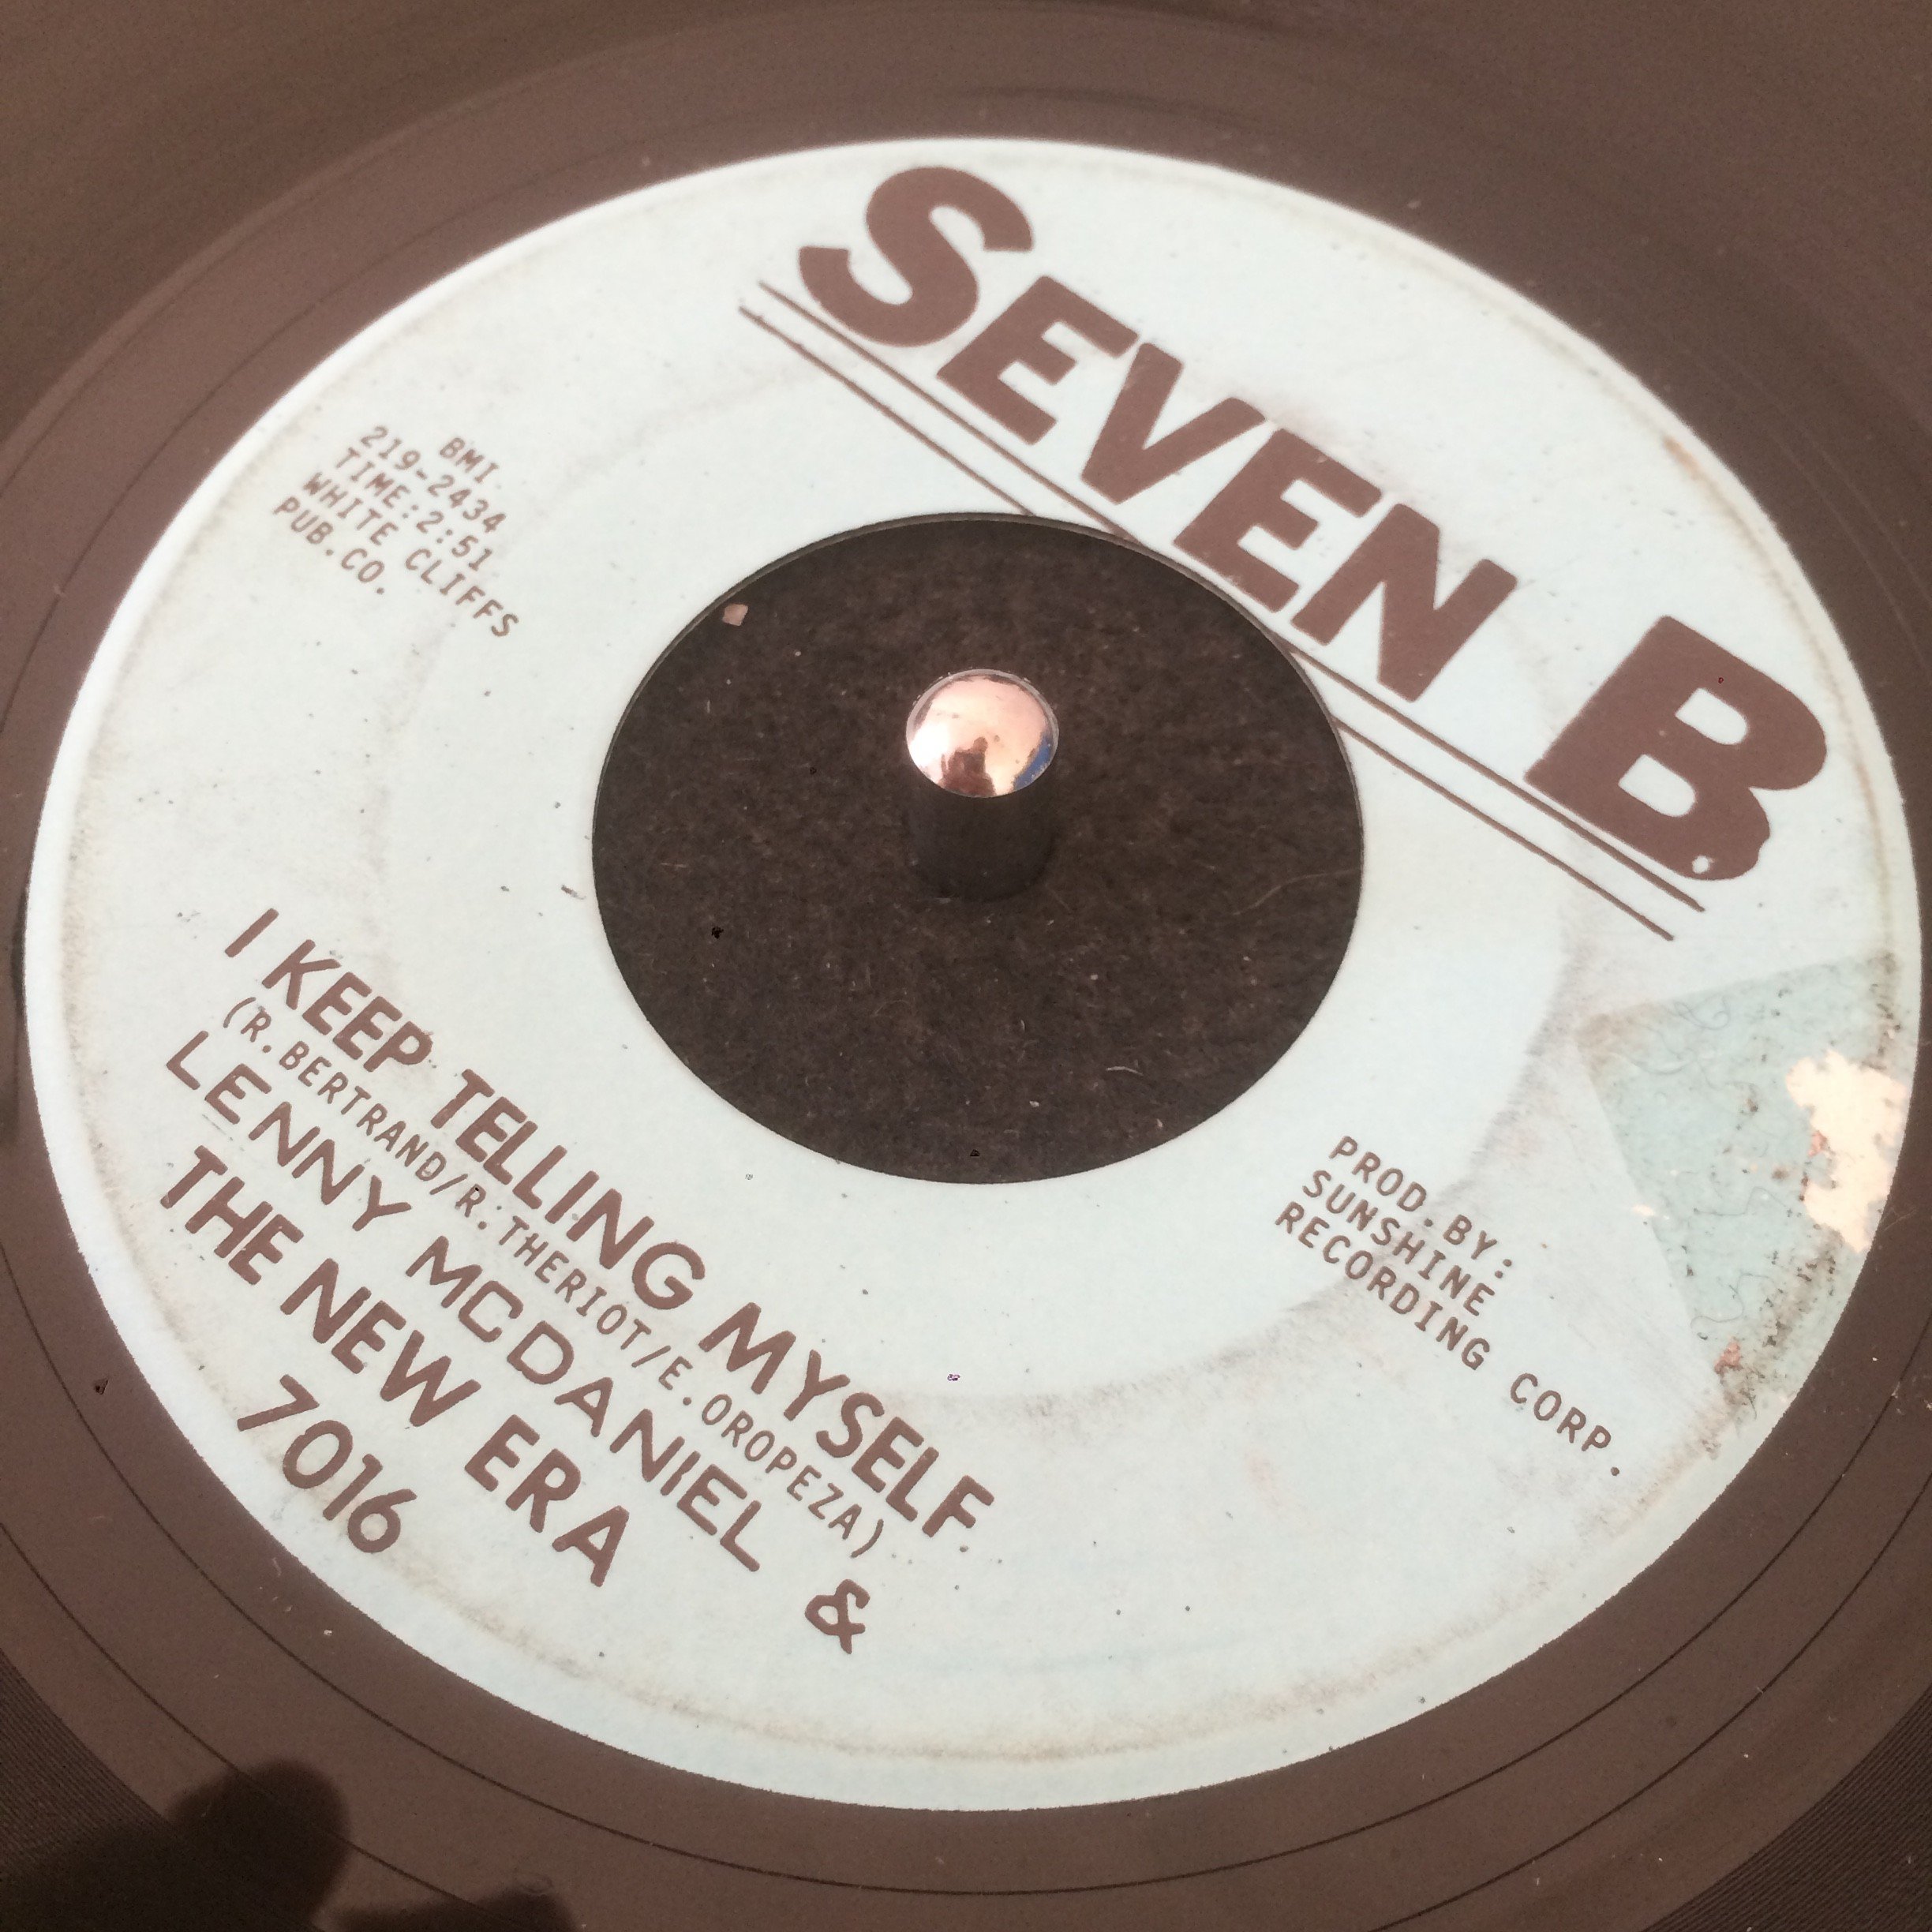 SEVEN B
BMI
219-2434
TIME:2:51
WHITE CLIFFS
PUB.CO.
PROD.BY:
SUNSHINE
RECORDING CORP.
I KEEP TELLING MYSELF
(R.BERTRAND/R.THERIOT/E.OROPEZA)
LENNY MCDANIEL &
THE NEW ERA
7016